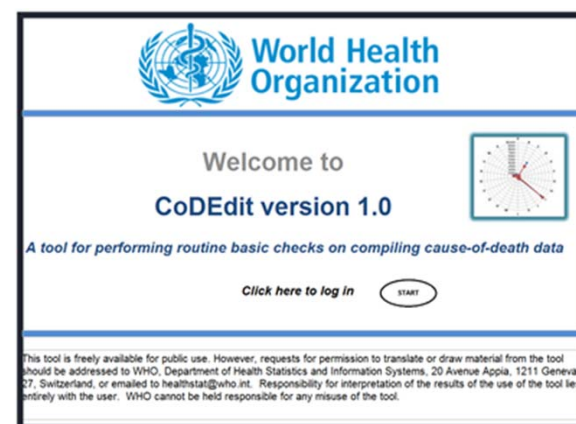 World Health
Organization
Welcome to
CoDEdit version 1.0
A tool for performing routine basic checks on compiling cause-of-death data
Click here to log in
START
This tool is freely available for public use. However, requests for permission to translate or draw material from the tool
should be addressed to WHO, Department of Health Statistics and Information Systems, 20 Avenue Appia, 1211 Geneva
27, Switzerland, or emailed to healthstat@who.int. Responsibility for interpretation of the results of the use of the tool lies
entirely with the user. WHO cannot be held responsible for any misuse of the tool.